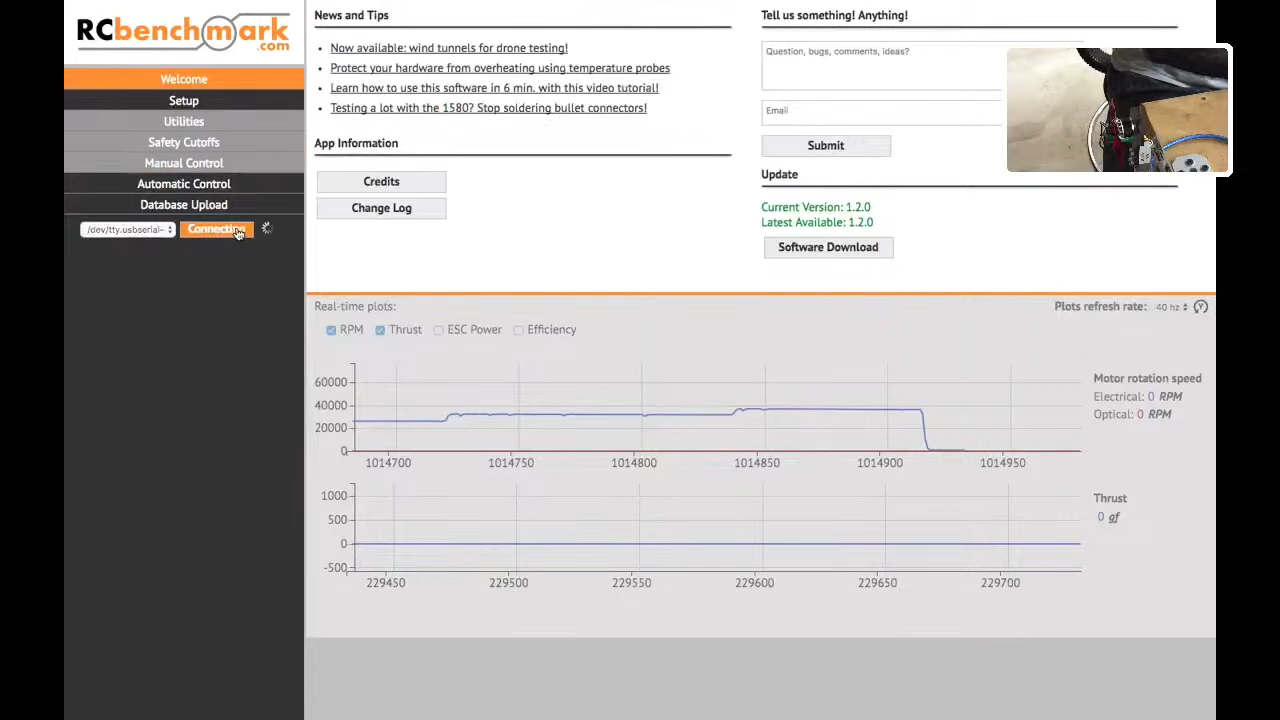 RCbenchmark
.com
Welcome
Setup
Utilities
Safety Cutoffs
Manual Control
Automatic Control
Database Upload
/dev/tty.usbserial-
News and Tips
Now available: wind tunnels for drone testing!
Protect your hardware from overheating using temperature probes
Learn how to use this software in 6 min. with this video tutorial!
Testing a lot with the 1580? Stop soldering bullet connectors!
App Information
Credits
Change Log
Tell us something! Anything!
Question, bugs, comments, ideas?
Email
Submit
Update
Current Version: 1.2.0
Latest Available: 1.2.0
Software Download
Real-time plots:
Plots refresh rate: 40 hz
RPM Thrust ESC Power Efficiency
60000
40000
20000
0
1014700 1014750 1014800 1014850 1014900 1014950
Motor rotation speed
Electrical: 0 RPM
Optical: 0 RPM
1000
500
0
-500
229450 229500 229550 229600 229650 229700
Thrust
0 gf